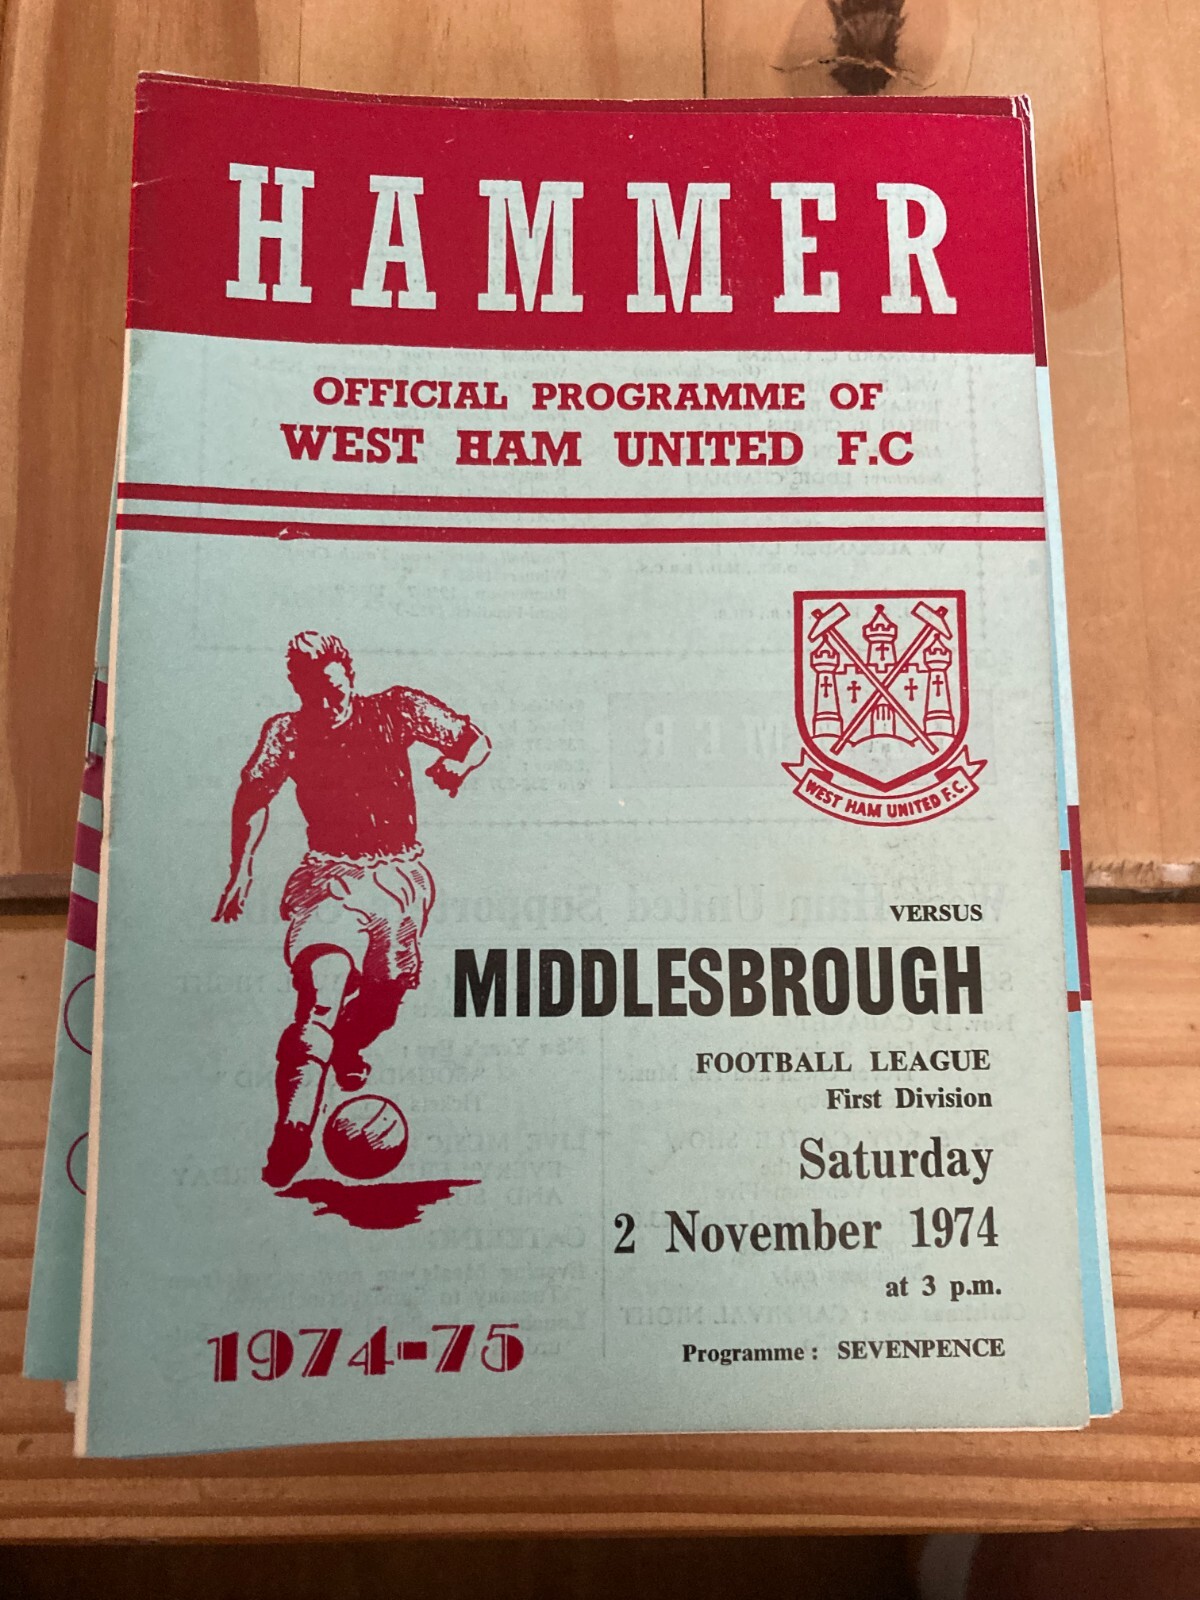 HAMMER
OFFICIAL PROGRAMME OF
WEST HAM UNITED F.C
WEST HAM UNITED F.C.
VERSUS
MIDDLESBROUGH
FOOTBALL LEAGUE
First Division
Saturday
2 November 1974
at 3 p.m.
1974-75
Programme : SEVENPENCE